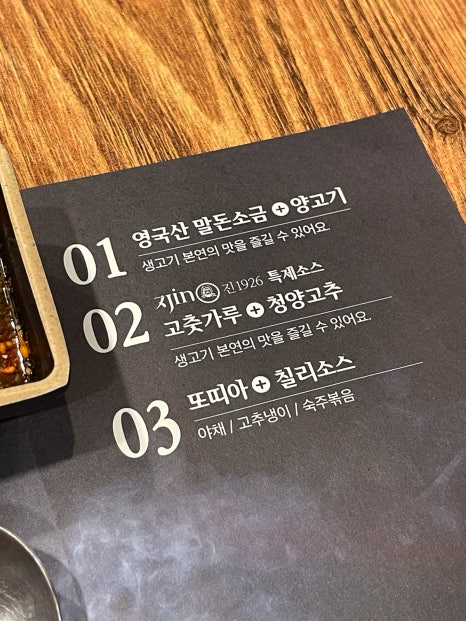 01
영국산 말돈소금 + 양고기
생고기 본연의 맛을 즐길 수 있어요.
02
Jin 진1926 특제소스
고춧가루 + 청양고추
생고기 본연의 맛을 즐길 수 있어요.
03
또띠아 + 칠리소스
야채 / 고추냉이 / 숙주볶음